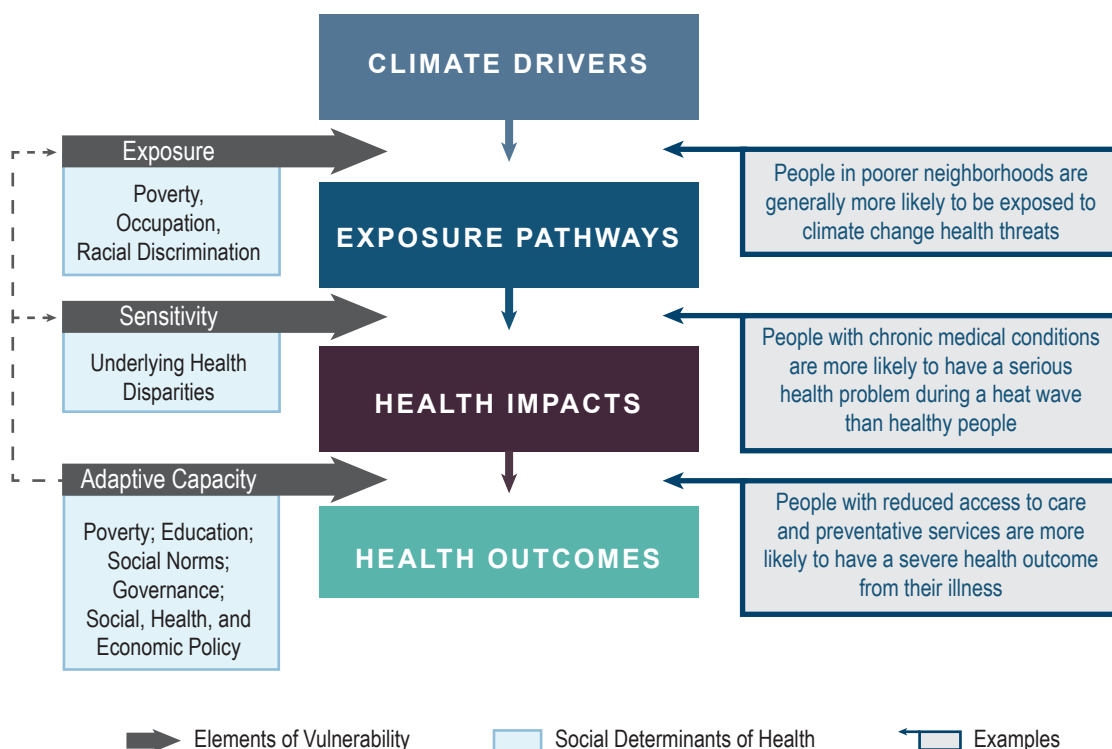 CLIMATE DRIVERS
Exposure
Poverty,
Occupation,
Racial Discrimination
People in poorer neighborhoods are
generally more likely to be exposed to
climate change health threats
EXPOSURE PATHWAYS
Sensitivity
Underlying Health
Disparities
People with chronic medical conditions
are more likely to have a serious
health problem during a heat wave
than healthy people
HEALTH IMPACTS
Adaptive Capacity
Poverty; Education;
Social Norms;
Governance;
Social, Health, and
Economic Policy
People with reduced access to care
and preventative services are more
likely to have a severe health outcome
from their illness
HEALTH OUTCOMES
Elements of Vulnerability
Social Determinants of Health
Examples